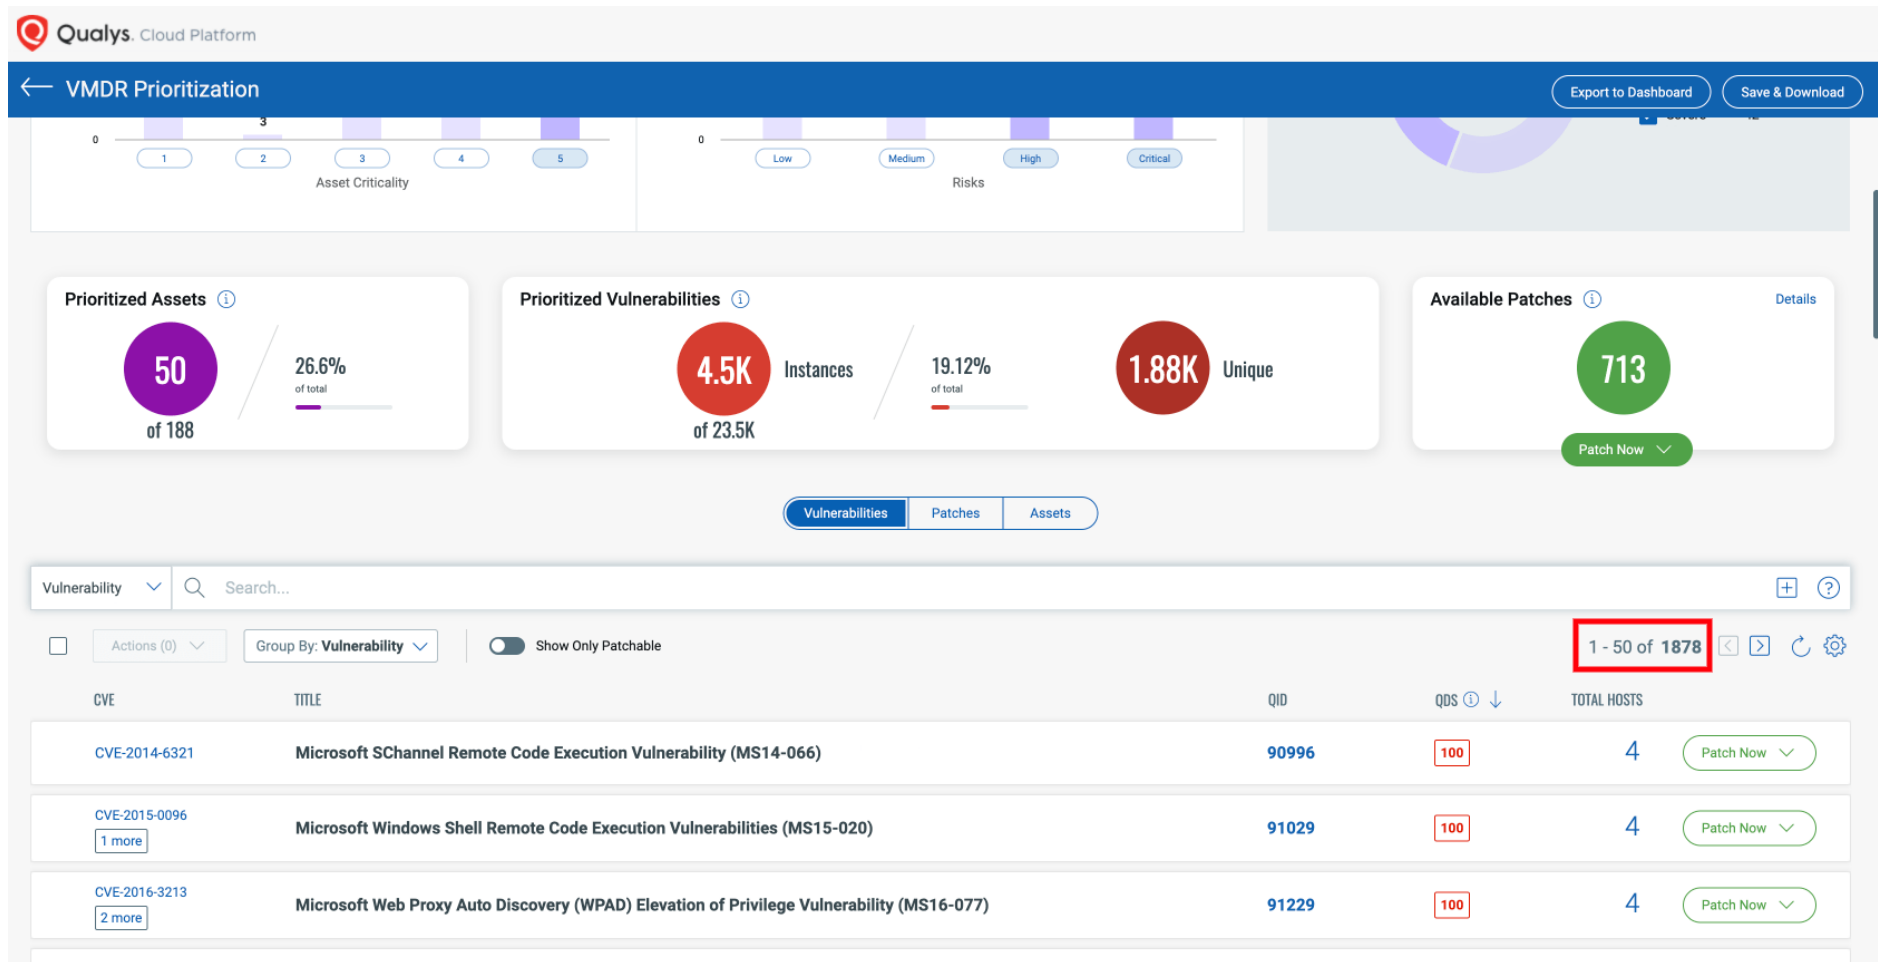 Qualys. Cloud Platform
VMDR Prioritization
Export to Dashboard
Save & Download
3
0
1
2
3
4
5
Asset Criticality
0
Low
Medium
High
Critical
Risks
Prioritized Assets
50
of 188
26.6%
of total
Prioritized Vulnerabilities
4.5K Instances
of 23.5K
19.12%
of total
1.88K Unique
Available Patches
Details
713
Patch Now
Vulnerabilities
Patches
Assets
Vulnerability
Search...
Actions (0)
Group By: Vulnerability
Show Only Patchable
1 - 50 of 1878
CVE TITLE QID QDS TOTAL HOSTS
CVE-2014-6321 Microsoft SChannel Remote Code Execution Vulnerability (MS14-066) 90996 100 4 Patch Now
CVE-2015-0096
1 more
Microsoft Windows Shell Remote Code Execution Vulnerabilities (MS15-020) 91029 100 4 Patch Now
CVE-2016-3213
2 more
Microsoft Web Proxy Auto Discovery (WPAD) Elevation of Privilege Vulnerability (MS16-077) 91229 100 4 Patch Now